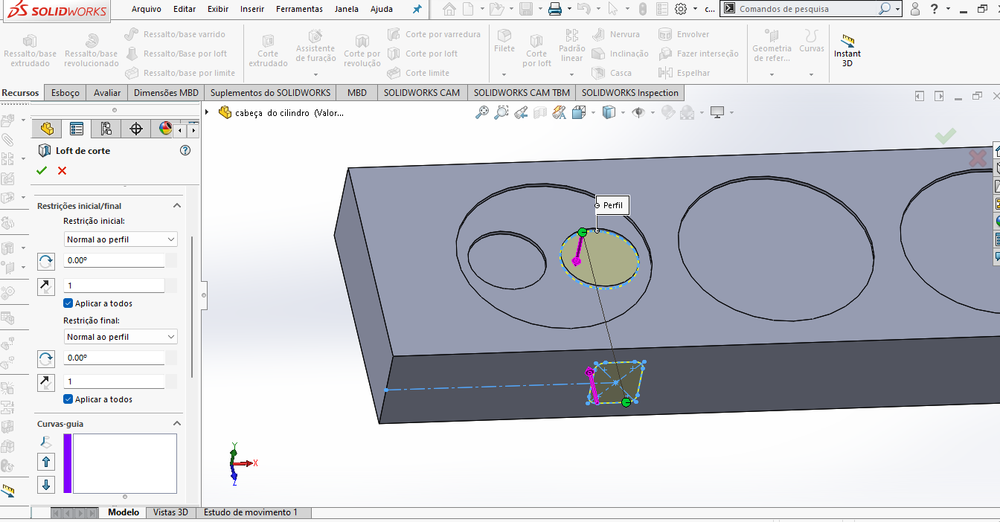 SOLIDWORKS
Arquivo Editar Exibir Inserir Ferramentas Janela Ajuda
c...
Comandos de pesquisa
?
Ressalto/base
extrudado
Ressalto/base
revolucionado
Ressalto/base varrido
Ressalto/Base por loft
Ressalto/base por limite
Corte
extrudado
Assistente
de furação
Corte por
revolução
Corte por varredura
Corte por loft
Corte limite
Filete
Corte
por loft
Padrão
linear
Nervura
Inclinação
Casca
Envolver
Fazer interseção
Espelhar
Geometria
de refer...
Curvas
Instant
3D
Recursos Esboço Avaliar Dimensões MBD Suplementos do SOLIDWORKS MBD SOLIDWORKS CAM SOLIDWORKS CAM TBM SOLIDWORKS Inspection
cabeça do cilindro (Valor...
Loft de corte
?
Restrições inicial/final
Restrição inicial:
Normal ao perfil
0.00º
1
Aplicar a todos
Restrição final:
Normal ao perfil
0.00º
1
Aplicar a todos
Curvas-guia
Perfil
Y
X
Z
Modelo Vistas 3D Estudo de movimento 1